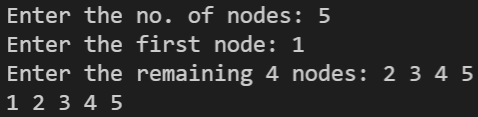 Enter the no. of nodes: 5
Enter the first node: 1
Enter the remaining 4 nodes: 2 3 4 5
1 2 3 4 5